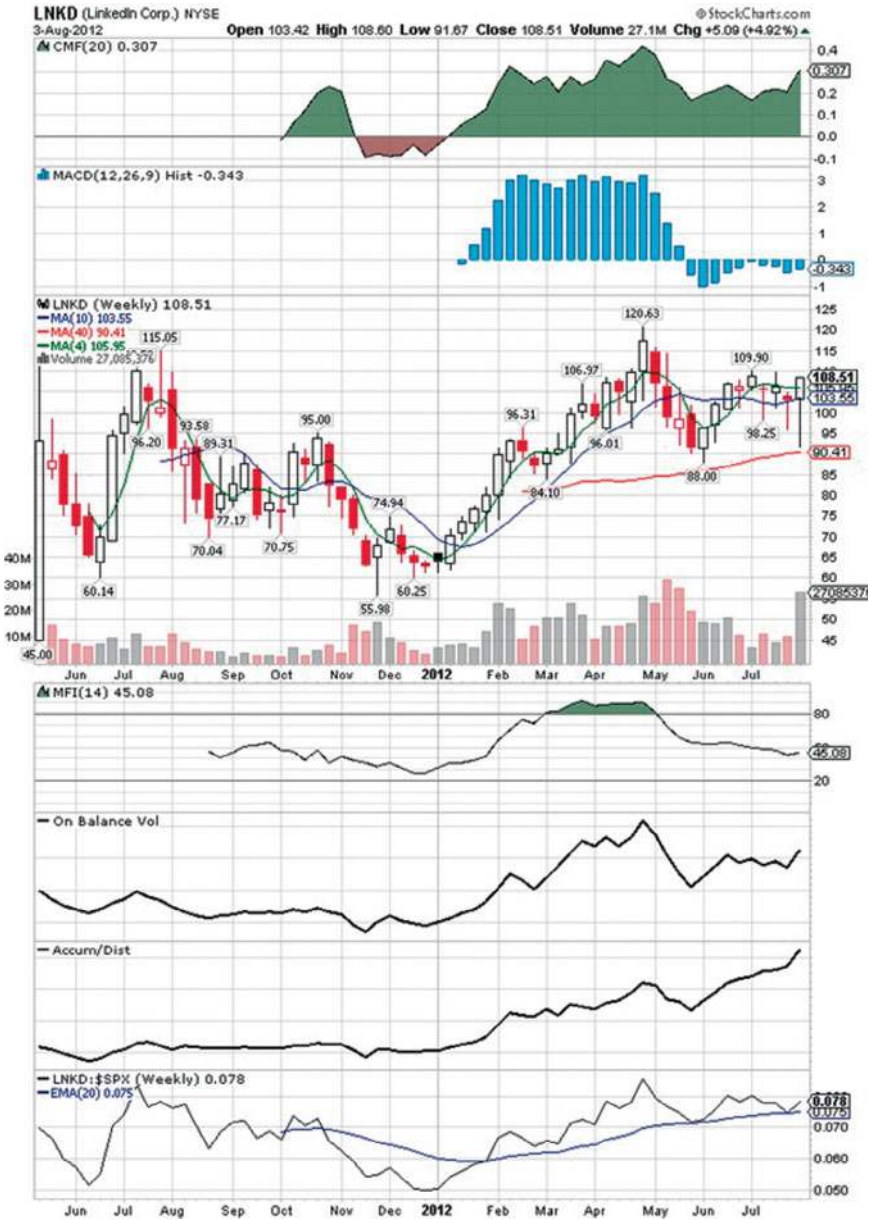 LNKD (LinkedIn Corp.) NYSE © StockCharts.com
3-Aug-2012 Open 103.42 High 108.60 Low 91.67 Close 108.51 Volume 27.1M Chg +5.09 (+4.92%)
CMF(20) 0.307
0.4
0.307
0.2
0.1
0.0
-0.1
MACD(12,26,9) Hist -0.343
3
2
1
0
-0.343
-1
LNKD (Weekly) 108.51
MA(10) 103.55
MA(40) 90.41
MA(4) 105.95
Volume 27,085,376
125
120
115
108.51
103.55
100
95
90.41
85
80
75
70
65
60
55
50
45
120.63
115.05
109.90
106.97
96.20
93.58
89.31
95.00
96.31
96.01
98.25
77.17
84.10
88.00
74.94
70.04
70.75
60.14
60.25
55.98
45.00
40M
30M
20M
10M
Jun Jul Aug Sep Oct Nov Dec 2012 Feb Mar Apr May Jun Jul
MFI(14) 45.08
80
45.08
20
On Balance Vol
Accum/Dist
LNKD:$SPX (Weekly) 0.078
EMA(20) 0.075
0.078
0.075
0.070
0.060
0.050
Jun Jul Aug Sep Oct Nov Dec 2012 Feb Mar Apr May Jun Jul